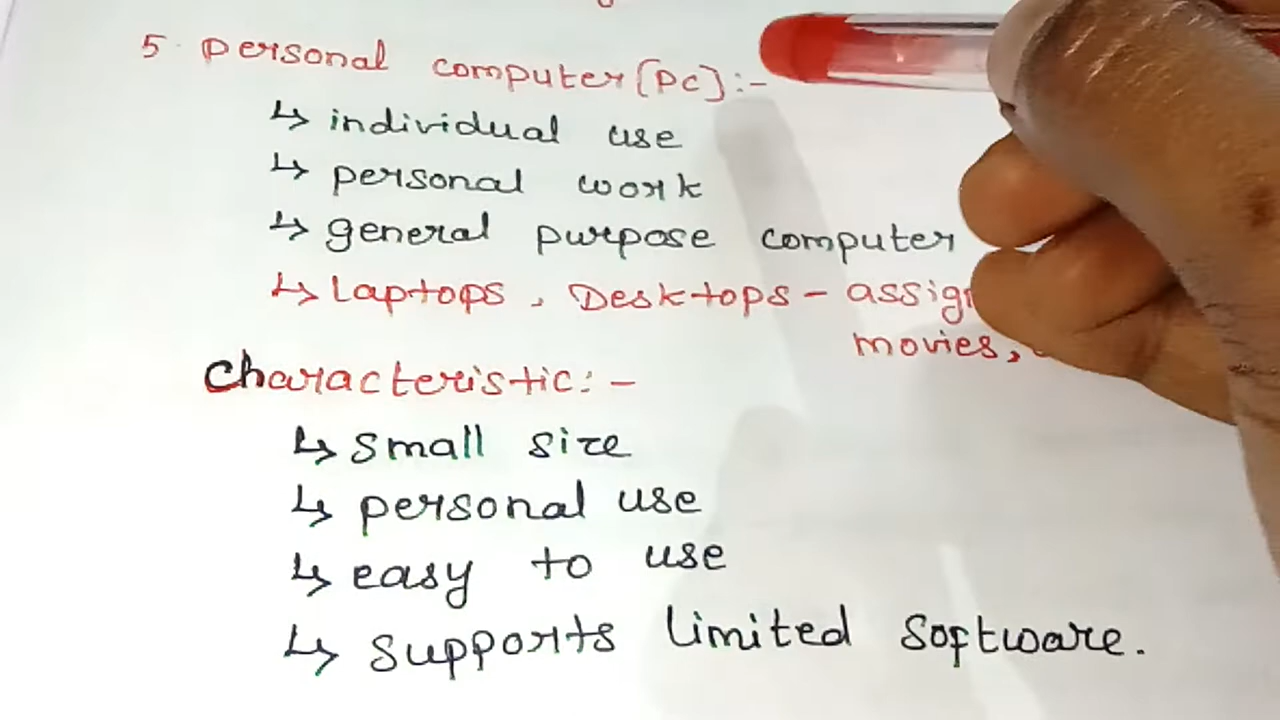 5. Personal computer [PC] :-
↳ individual use
↳ personal work
↳ general purpose computer
↳ Laptops, Desktops -
movies,
Characteristic :-
↳ small size
↳ personal use
↳ easy to use
↳ supports limited software.